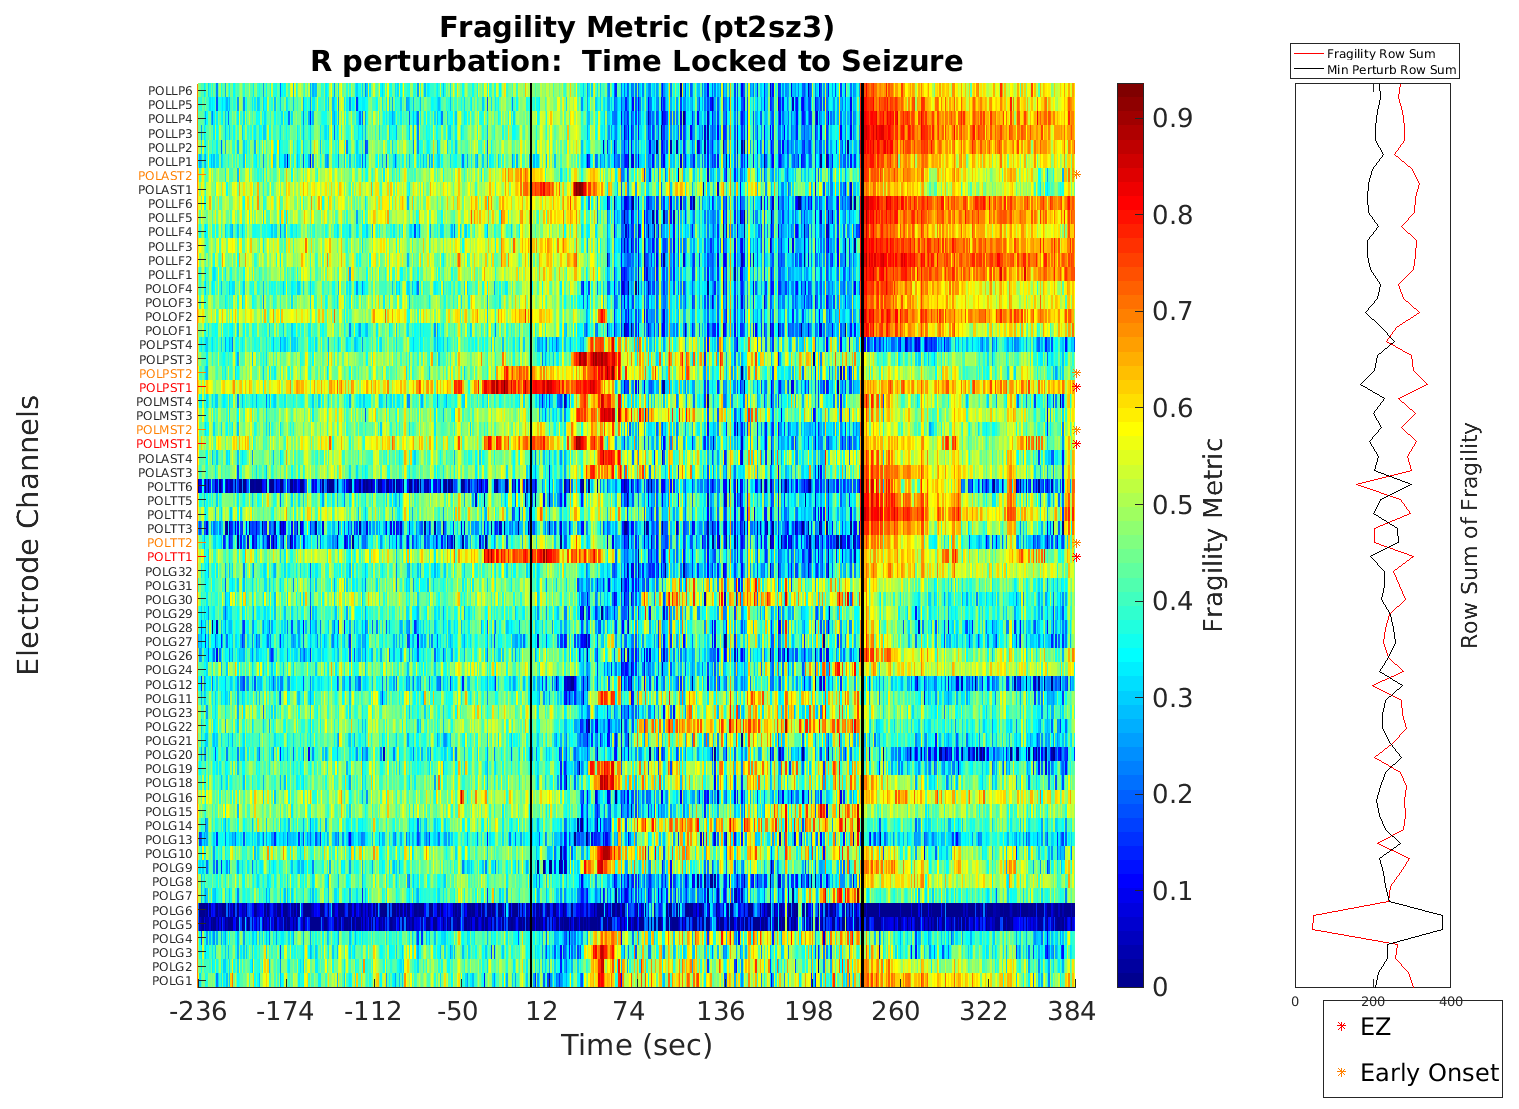 Fragility Metric (pt2sz3)
R perturbation:  Time Locked to Seizure
Fragility Row Sum
Min Perturb Row Sum
Electrode Channels
POLLP6
POLLP5
POLLP4
POLLP3
POLLP2
POLLP1
POLAST2
POLAST1
POLLF6
POLLF5
POLLF4
POLLF3
POLLF2
POLLF1
POLOF4
POLOF3
POLOF2
POLOF1
POLPST4
POLPST3
POLPST2
POLPST1
POLMST4
POLMST3
POLMST2
POLMST1
POLAST4
POLAST3
POLTT6
POLTT5
POLTT4
POLTT3
POLTT2
POLTT1
POLG32
POLG31
POLG30
POLG29
POLG28
POLG27
POLG26
POLG24
POLG12
POLG11
POLG23
POLG22
POLG21
POLG20
POLG19
POLG18
POLG16
POLG15
POLG14
POLG13
POLG10
POLG9
POLG8
POLG7
POLG6
POLG5
POLG4
POLG3
POLG2
POLG1
-236 -174 -112 -50 12 74 136 198 260 322 384
Time (sec)
0.9
0.8
0.7
0.6
0.5
0.4
0.3
0.2
0.1
0
Fragility Metric
Row Sum of Fragility
0 200 400
EZ
Early Onset